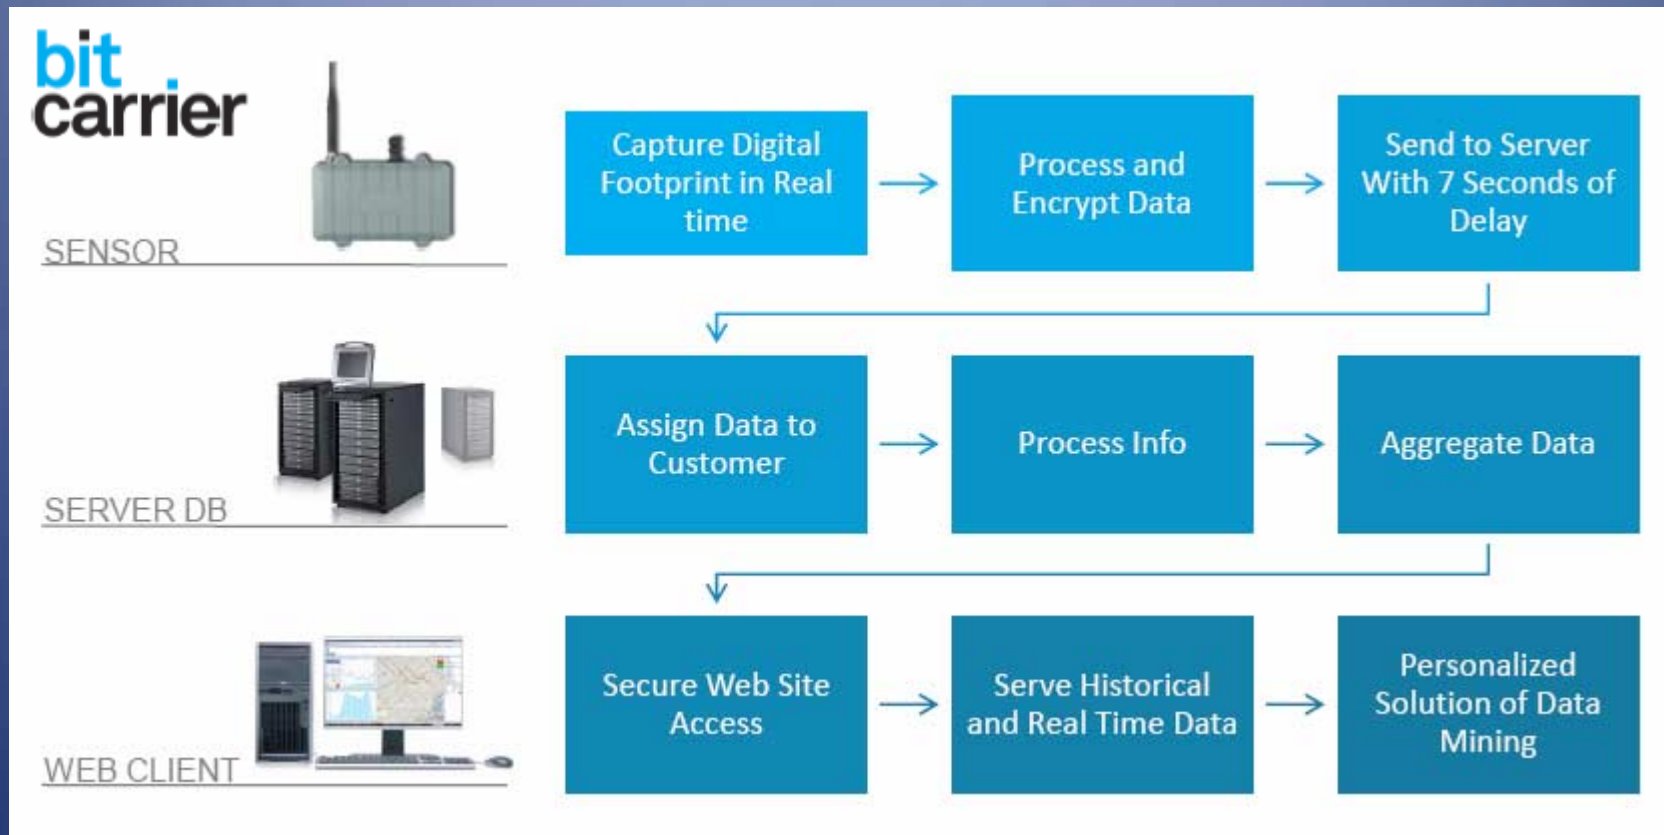 bit
carrier
SENSOR
Capture Digital
Footprint in Real
time
Process and
Encrypt Data
Send to Server
With 7 Seconds of
Delay
SERVER DB
Assign Data to
Customer
Process Info
Aggregate Data
WEB CLIENT
Secure Web Site
Access
Serve Historical
and Real Time Data
Personalized
Solution of Data
Mining